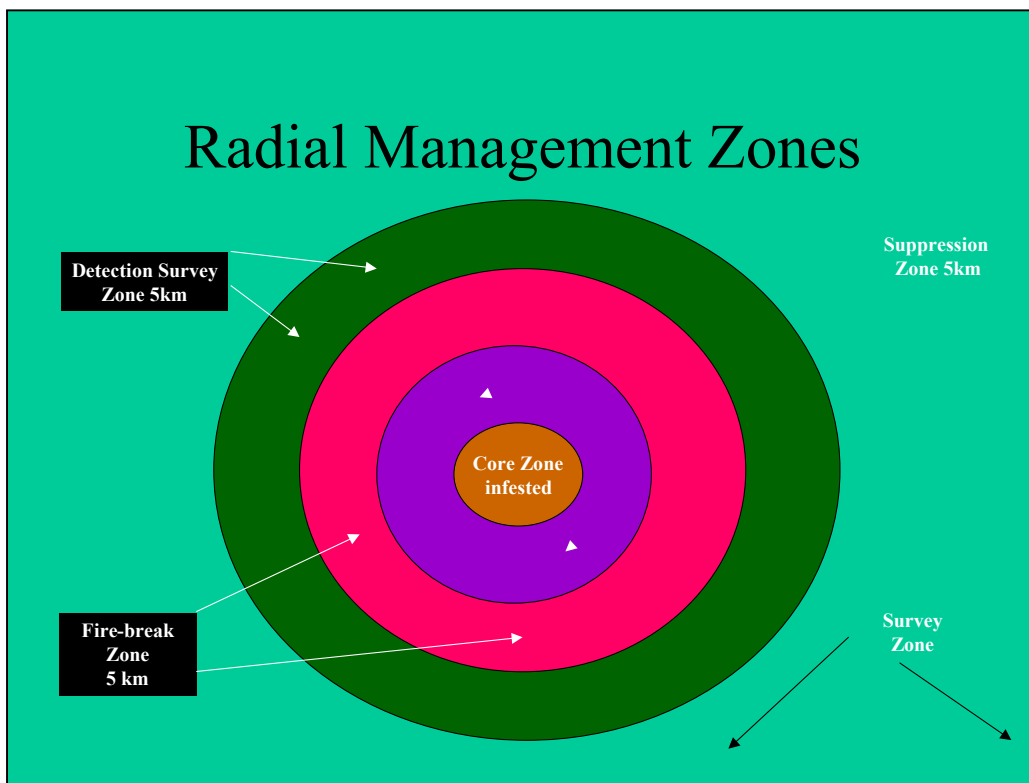 Radial Management Zones
Detection Survey
Zone 5km
Suppression
Zone 5km
Core Zone
infested
Fire-break
Zone
5 km
Survey
Zone